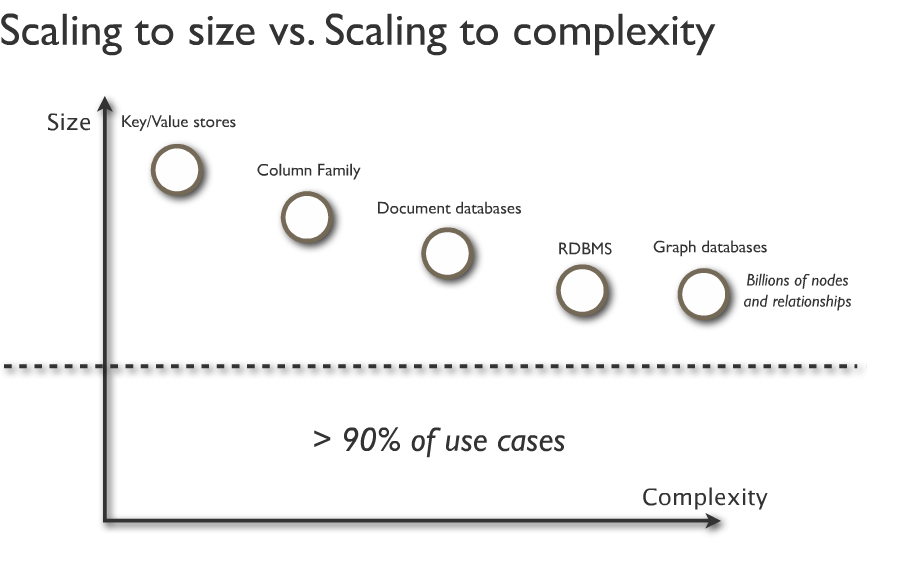 Scaling to size vs. Scaling to complexity
Size
Key/Value stores
Column Family
Document databases
RDBMS
Graph databases
Billions of nodes
and relationships
> 90% of use cases
Complexity